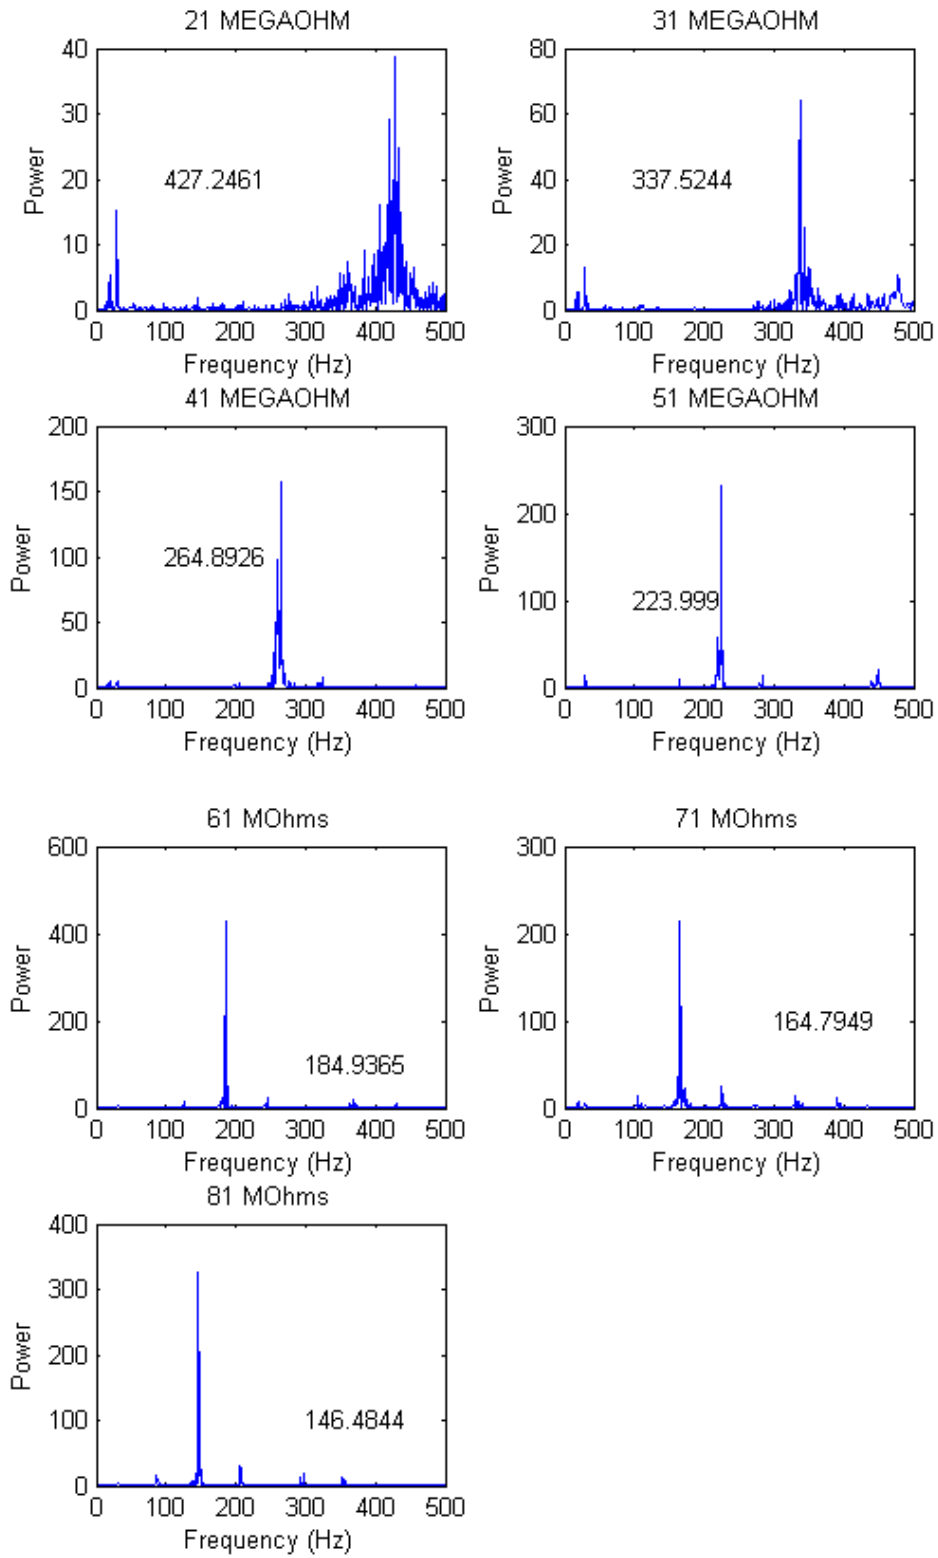 21 MEGAOHM
40
30
20
10
0
Power
427.2461
0 100 200 300 400 500
Frequency (Hz)
31 MEGAOHM
80
60
40
20
0
Power
337.5244
0 100 200 300 400 500
Frequency (Hz)
41 MEGAOHM
200
150
100
50
0
Power
264.8926
0 100 200 300 400 500
Frequency (Hz)
51 MEGAOHM
300
200
100
0
Power
223.999
0 100 200 300 400 500
Frequency (Hz)
61 MOhms
600
400
200
0
Power
184.9365
0 100 200 300 400 500
Frequency (Hz)
71 MOhms
300
200
100
0
Power
164.7949
0 100 200 300 400 500
Frequency (Hz)
81 MOhms
400
300
200
100
0
Power
146.4844
0 100 200 300 400 500
Frequency (Hz)